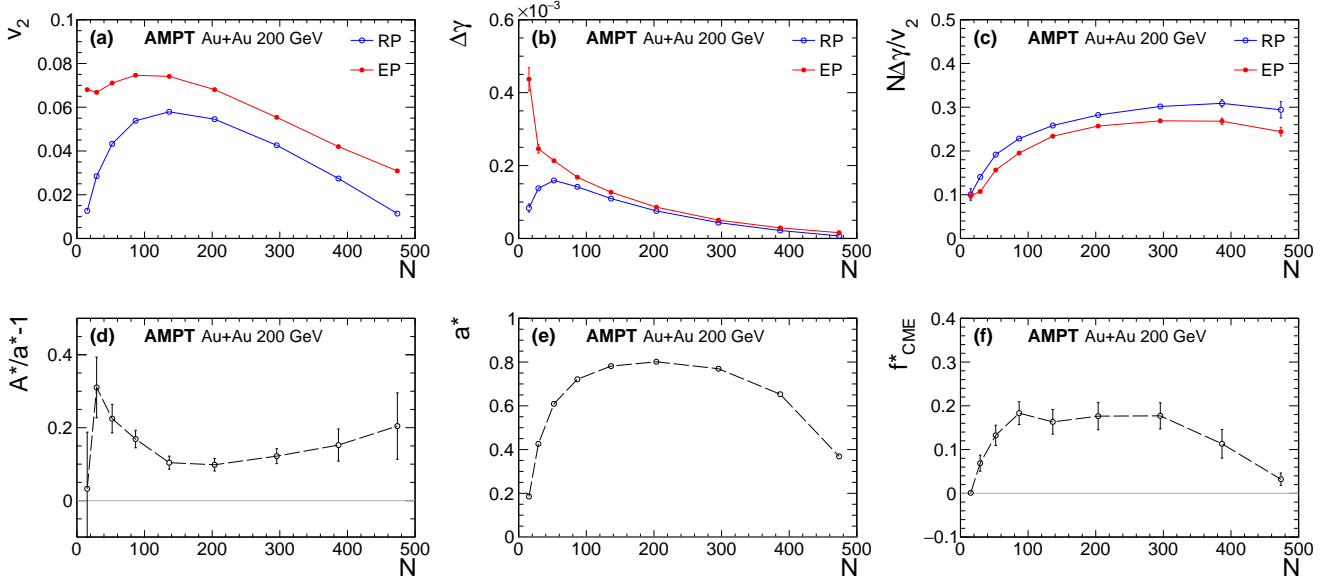 v₂
0.1
0.08
0.06
0.04
0.02
0
(a) AMPT Au+Au 200 GeV
RP
EP
0 100 200 300 400 500
N
Δγ
×10⁻³
0.6
0.4
0.2
0
(b) AMPT Au+Au 200 GeV
RP
EP
0 100 200 300 400 500
N
NΔγ/v₂
0.5
0.4
0.3
0.2
0.1
0
(c) AMPT Au+Au 200 GeV
RP
EP
0 100 200 300 400 500
N
A*/a*-1
0.4
0.2
0
(d) AMPT Au+Au 200 GeV
0 100 200 300 400 500
N
a*
1
0.8
0.6
0.4
0.2
(e) AMPT Au+Au 200 GeV
0 100 200 300 400 500
N
f*CME
0.4
0.3
0.2
0.1
0
−0.1
(f) AMPT Au+Au 200 GeV
0 100 200 300 400 500
N